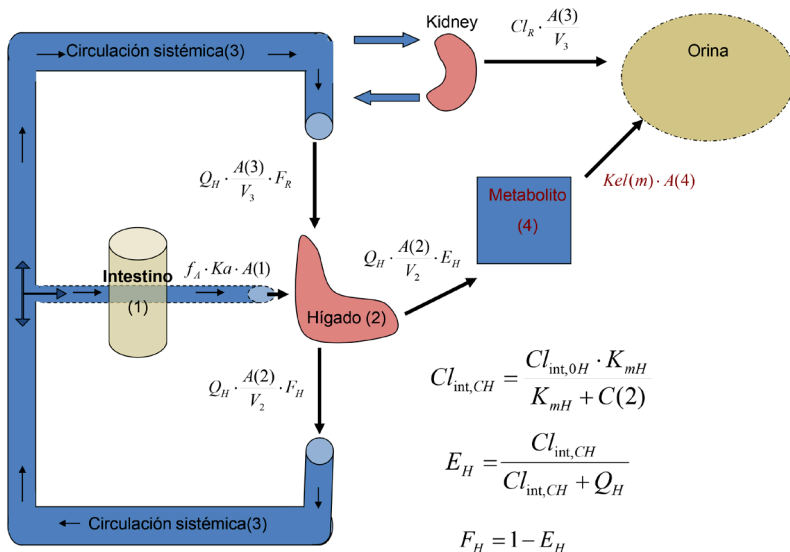 Circulación sistémica(3)
Kidney
Cl_R · A(3)/V_3
Orina
Q_H · A(3)/V_3 · F_R
Metabolito
(4)
Kel(m) · A(4)
Intestino
(1)
f_A · Ka · A(1)
Q_H · A(2)/V_2 · E_H
Hígado (2)
Q_H · A(2)/V_2 · F_H
Cl_int,CH = Cl_int,0H · K_mH / K_mH + C(2)
E_H = Cl_int,CH / Cl_int,CH + Q_H
F_H = 1 − E_H
Circulación sistémica(3)